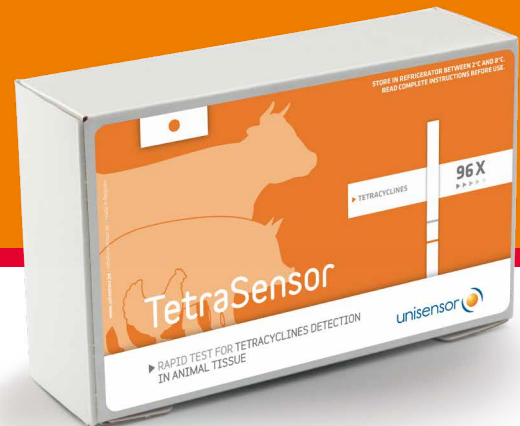 STORE IN REFRIGERATOR BETWEEN 2°C AND 8°C.
READ COMPLETE INSTRUCTIONS BEFORE USE.
TETRACYCLINES
96 X
TetraSensor
unisensor
RAPID TEST FOR TETRACYCLINES DETECTION
IN ANIMAL TISSUE